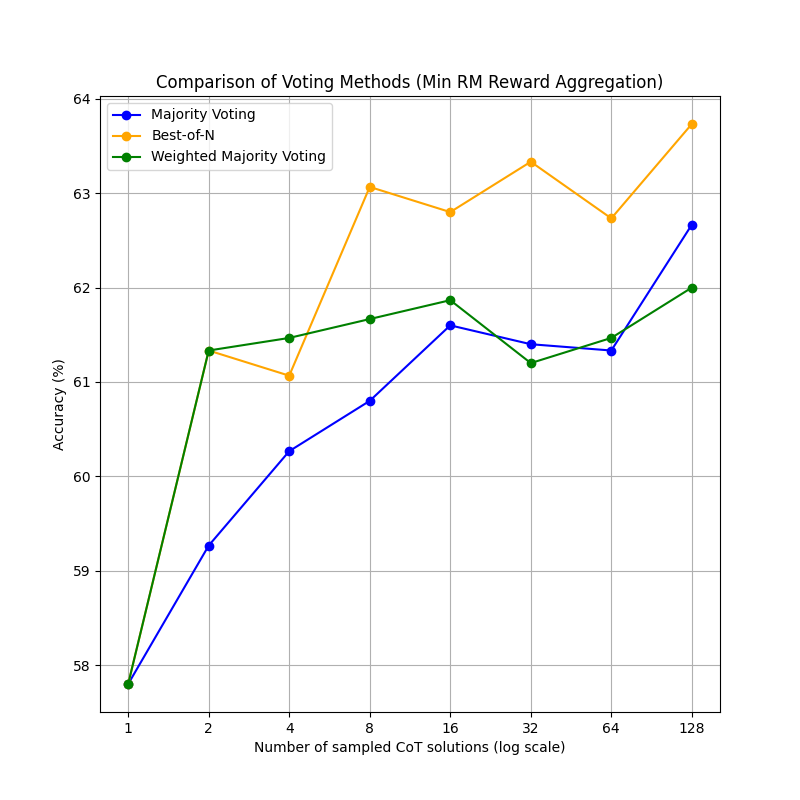 Comparison of Voting Methods (Min RM Reward Aggregation)
Majority Voting
Best-of-N
Weighted Majority Voting
64
63
62
61
60
59
58
Accuracy (%)
1 2 4 8 16 32 64 128
Number of sampled CoT solutions (log scale)